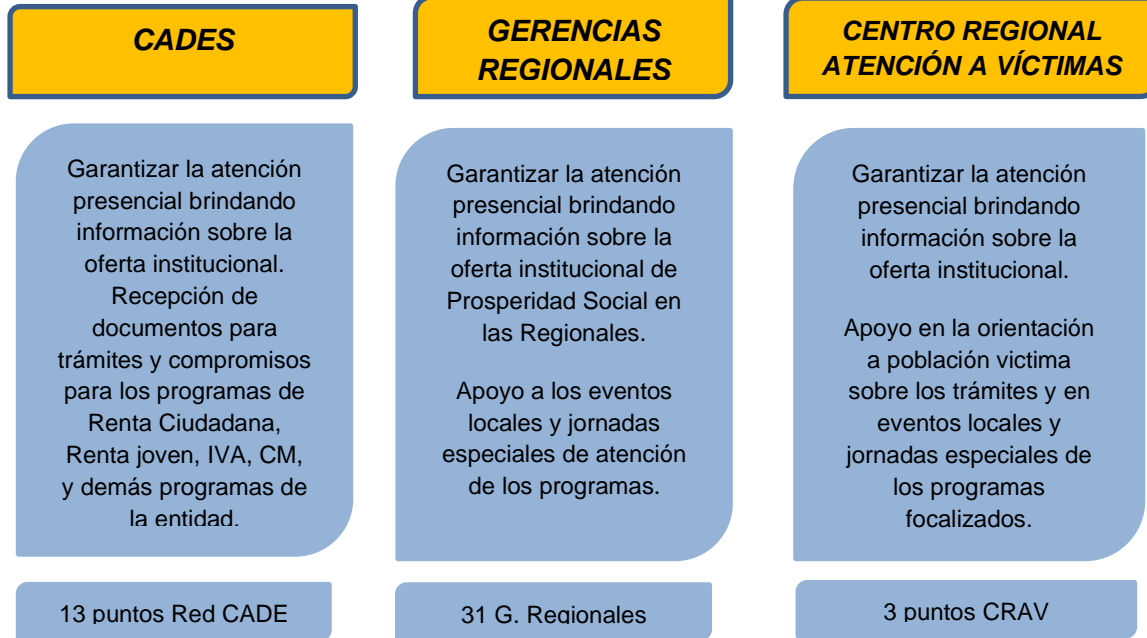 CADES
Garantizar la atención
presencial brindando
información sobre la
oferta institucional.
Recepción de
documentos para
trámites y compromisos
para los programas de
Renta Ciudadana,
Renta joven, IVA, CM,
y demás programas de
la entidad.
13 puntos Red CADE
GERENCIAS
REGIONALES
Garantizar la atención
presencial brindando
información sobre la
oferta institucional de
Prosperidad Social en
las Regionales.
Apoyo a los eventos
locales y jornadas
especiales de atención
de los programas.
31 G. Regionales
CENTRO REGIONAL
ATENCIÓN A VÍCTIMAS
Garantizar la atención
presencial brindando
información sobre la
oferta institucional.
Apoyo en la orientación
a población victima
sobre los trámites y en
eventos locales y
jornadas especiales de
los programas
focalizados.
3 puntos CRAV